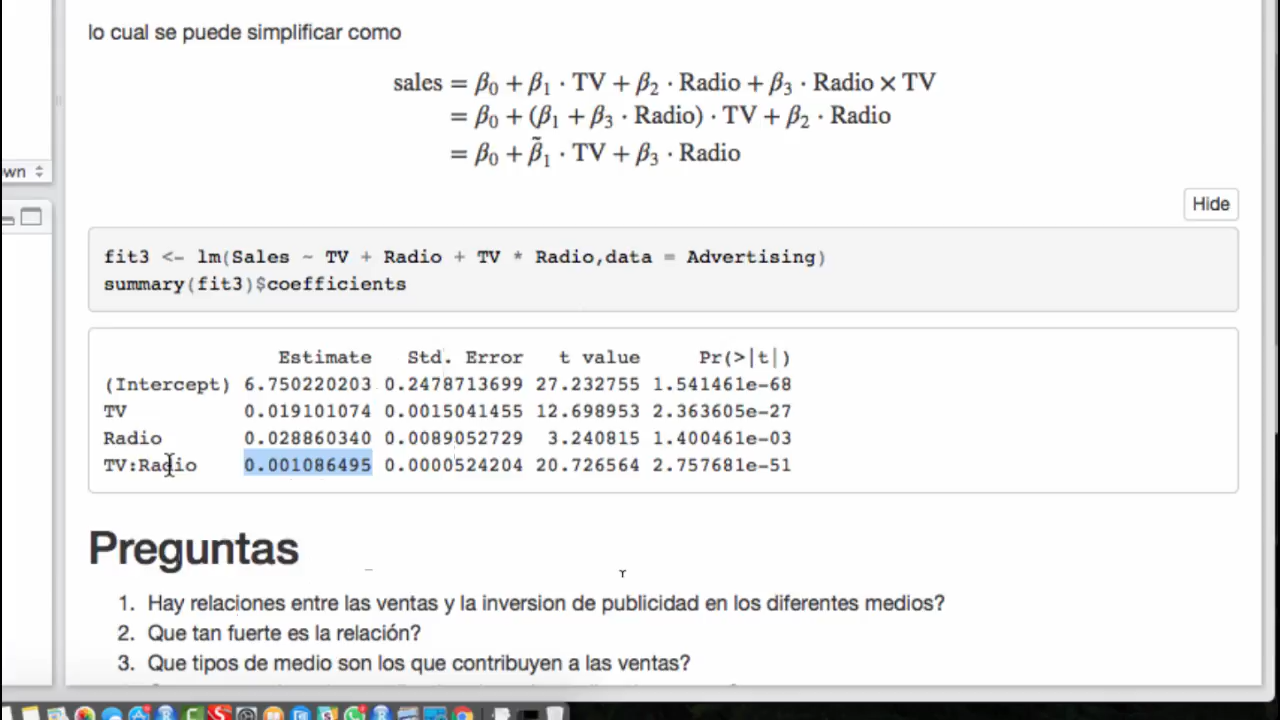 lo cual se puede simplificar como
sales = β₀ + β₁ · TV + β₂ · Radio + β₃ · Radio × TV
= β₀ + (β₁ + β₃ · Radio) · TV + β₂ · Radio
= β₀ + β̃₁ · TV + β₃ · Radio
wn
Hide
fit3 <- lm(Sales ~ TV + Radio + TV * Radio,data = Advertising)
summary(fit3)$coefficients
Estimate Std. Error t value Pr(>|t|)
(Intercept) 6.750220203 0.2478713699 27.232755 1.541461e-68
TV 0.019101074 0.0015041455 12.698953 2.363605e-27
Radio 0.028860340 0.0089052729 3.240815 1.400461e-03
TV:Radio 0.001086495 0.0000524204 20.726564 2.757681e-51
Preguntas
1. Hay relaciones entre las ventas y la inversion de publicidad en los diferentes medios?
2. Que tan fuerte es la relación?
3. Que tipos de medio son los que contribuyen a las ventas?